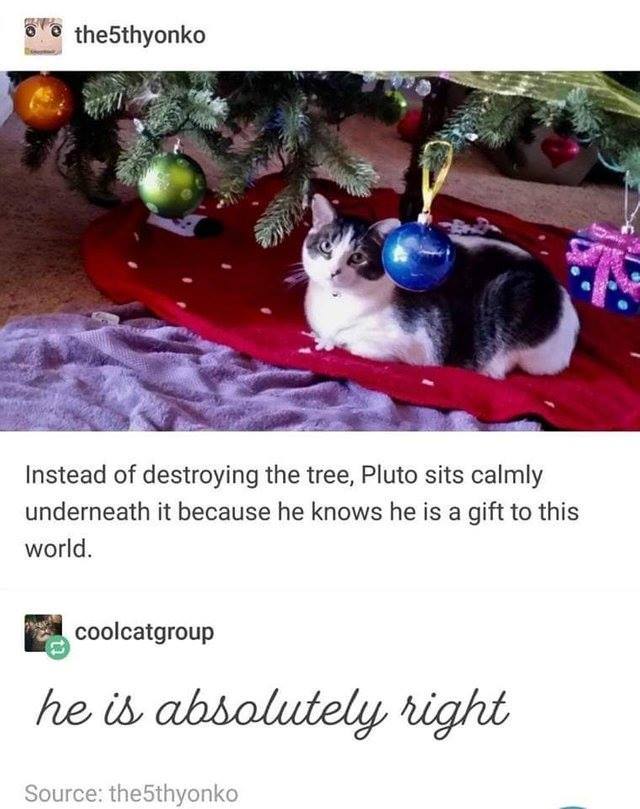 the5thyonko
Instead of destroying the tree, Pluto sits calmly
underneath it because he knows he is a gift to this
world.
coolcatgroup
he is absolutely right
Source: the5thyonko